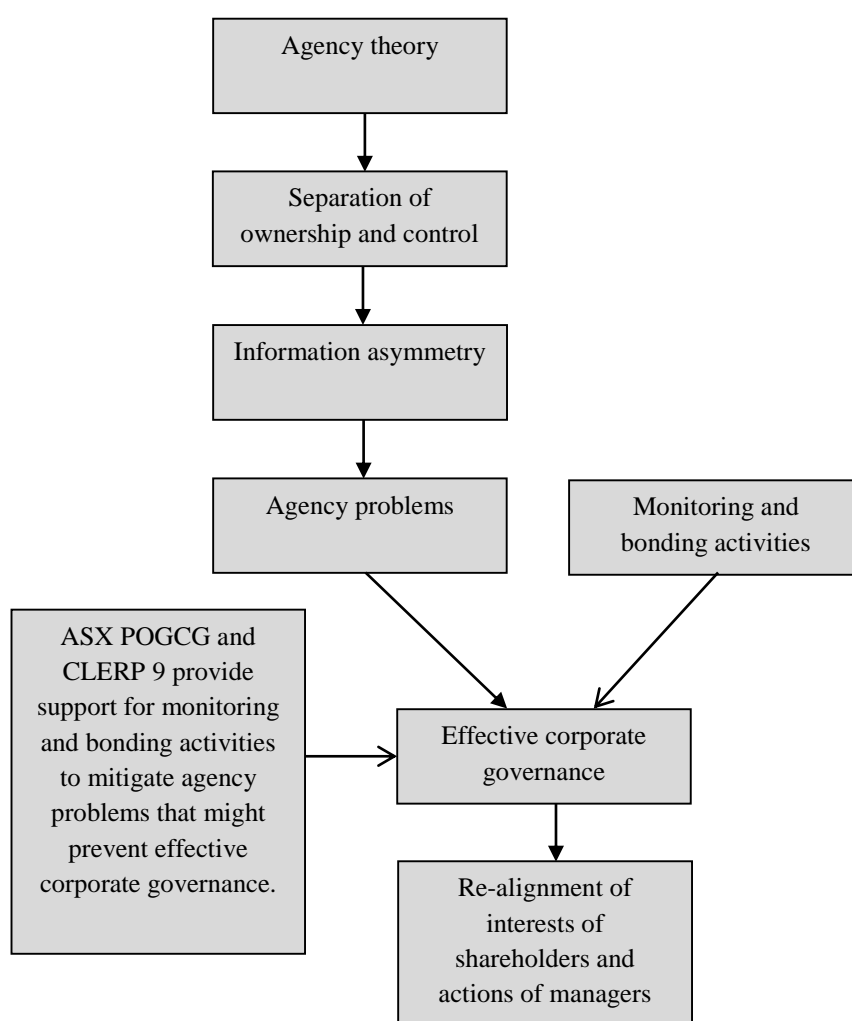 Agency theory
Separation of
ownership and control
Information asymmetry
Agency problems
Monitoring and
bonding activities
ASX POGCG and
CLERP 9 provide
support for monitoring
and bonding activities
to mitigate agency
problems that might
prevent effective
corporate governance.
Effective corporate
governance
Re-alignment of
interests of
shareholders and
actions of managers